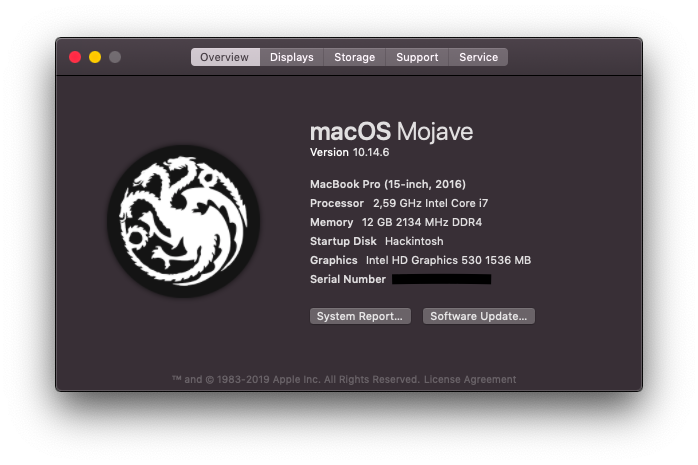 Overview Displays Storage Support Service
macOS Mojave
Version 10.14.6
MacBook Pro (15-inch, 2016)
Processor 2,59 GHz Intel Core i7
Memory 12 GB 2134 MHz DDR4
Startup Disk Hackintosh
Graphics Intel HD Graphics 530 1536 MB
Serial Number
System Report... Software Update...
™ and © 1983-2019 Apple Inc. All Rights Reserved. License Agreement